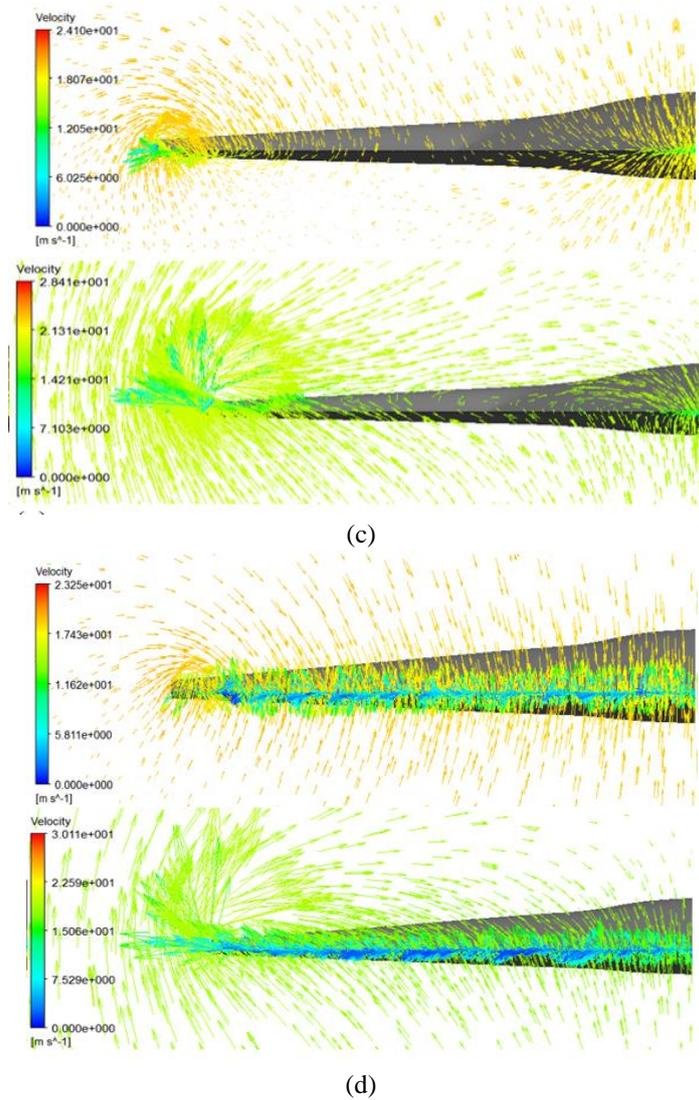 Velocity
2.410e+001
1.807e+001
1.205e+001
6.025e+000
0.000e+000
[m s^-1]
Velocity
2.841e+001
2.131e+001
1.421e+001
7.103e+000
0.000e+000
[m s^-1]
(c)
Velocity
2.325e+001
1.743e+001
1.162e+001
5.811e+000
0.000e+000
[m s^-1]
Velocity
3.011e+001
2.259e+001
1.506e+001
7.529e+000
0.000e+000
[m s^-1]
(d)